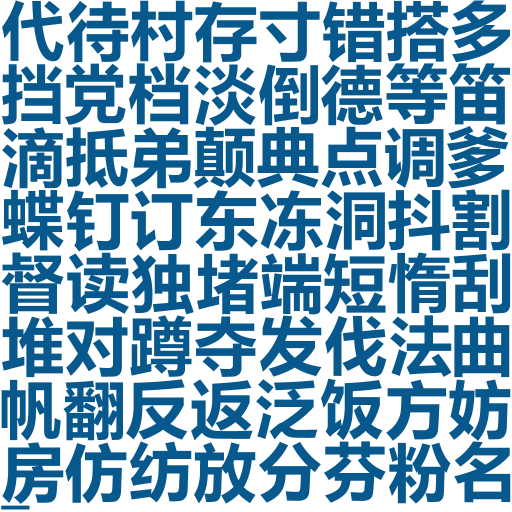 代待村存寸错搭多
挡党档淡倒德等笛
滴抵弟颠典点调爹
蝶钉订东冻洞抖割
督读独堵端短惰刮
堆对蹲夺发伐法曲
帆翻反返泛饭方妨
房仿纺放分芬粉名